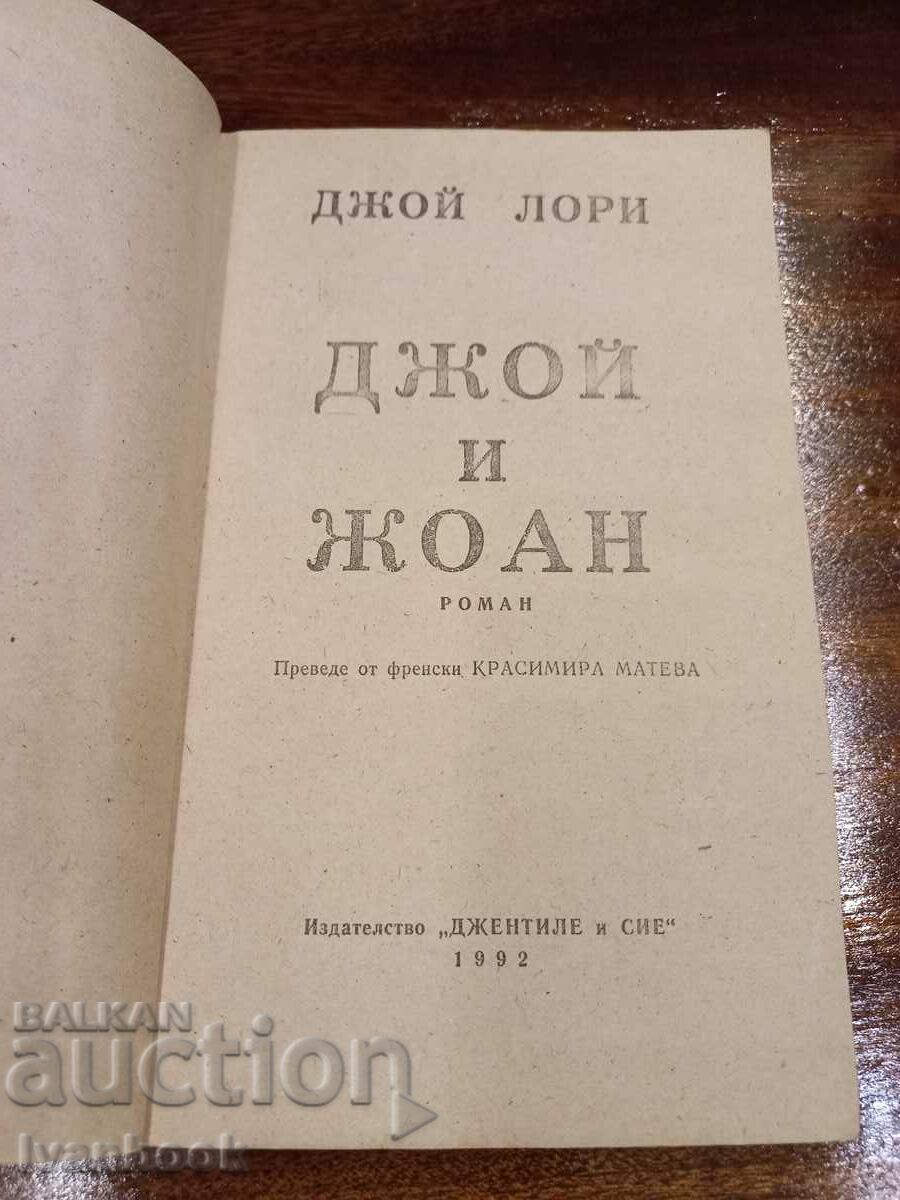 ДЖОЙ ЛОРИ
ДЖОЙ
И
ЖОАН
РОМАН
Преведе от френски КРАСИМИРА МАТЕВА
Издателство „ДЖЕНТИЛЕ и СИЕ“
1992
BALKAN
auction
Ivanbook